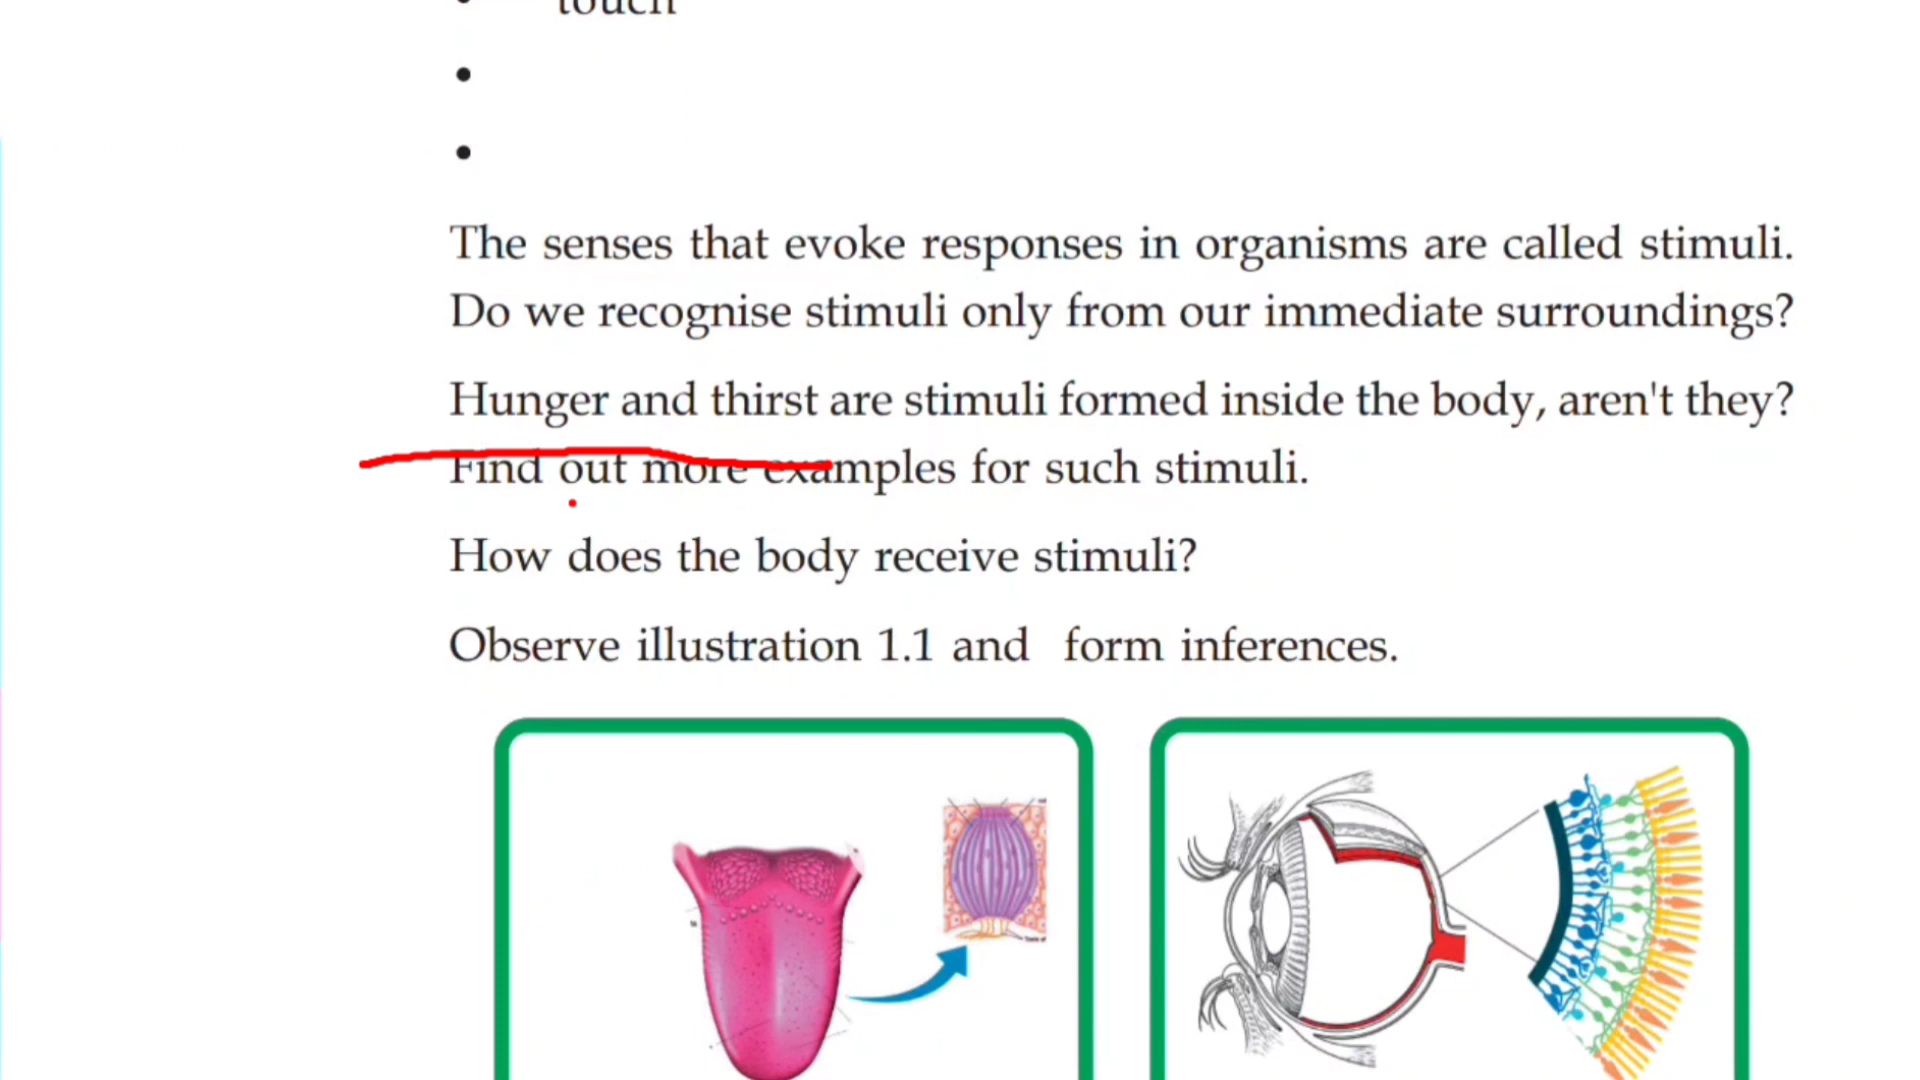 • touch
•
•
The senses that evoke responses in organisms are called stimuli.
Do we recognise stimuli only from our immediate surroundings?
Hunger and thirst are stimuli formed inside the body, aren't they?
Find out more examples for such stimuli.
How does the body receive stimuli?
Observe illustration 1.1 and form inferences.